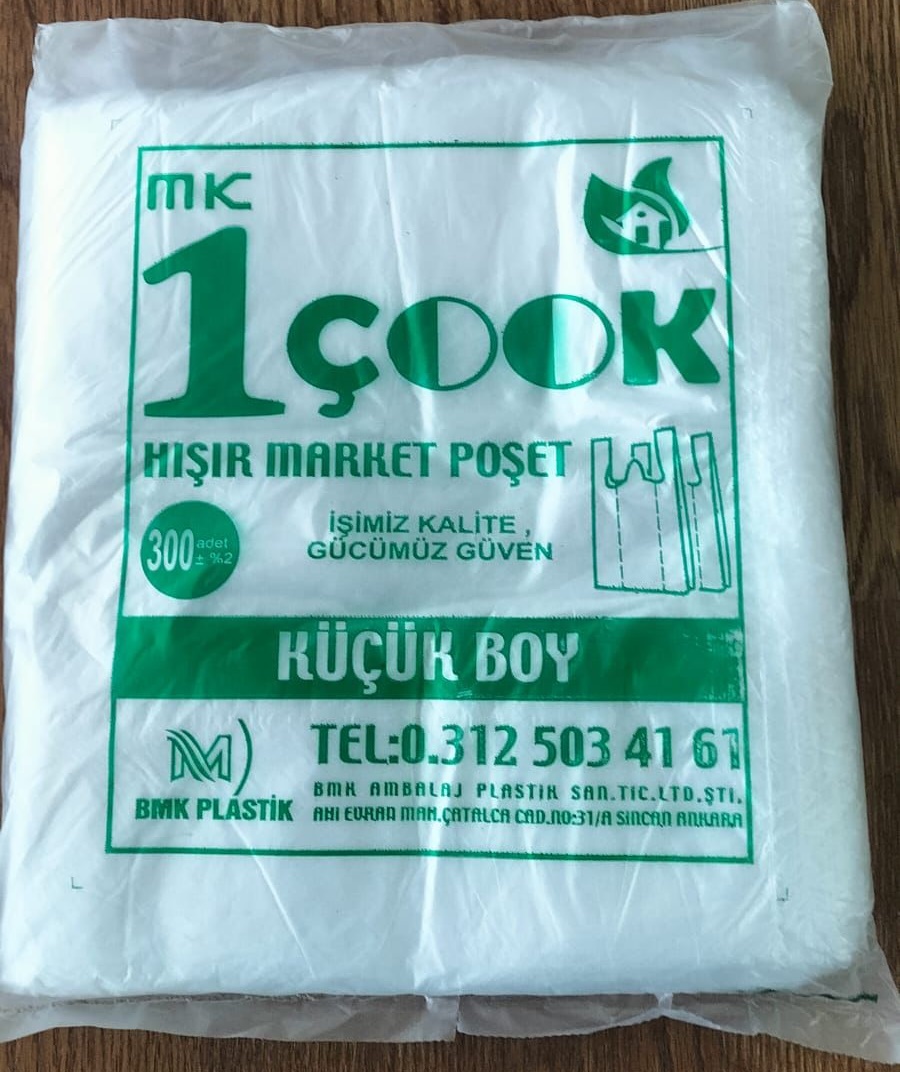 MK
1 ÇOOK
HIŞIR MARKET POŞET
300 adet ± %2
İŞİMİZ KALİTE ,
GÜCÜMÜZ GÜVEN
KÜÇÜK BOY
BMK PLASTİK
TEL:0.312 503 41 61
BMK AMBALAJ PLASTİK SAN.TİC.LTD.ŞTİ.
AHİ EVRAN MAH.ÇATALCA CAD.NO:31/A SİNCAN ANKARA